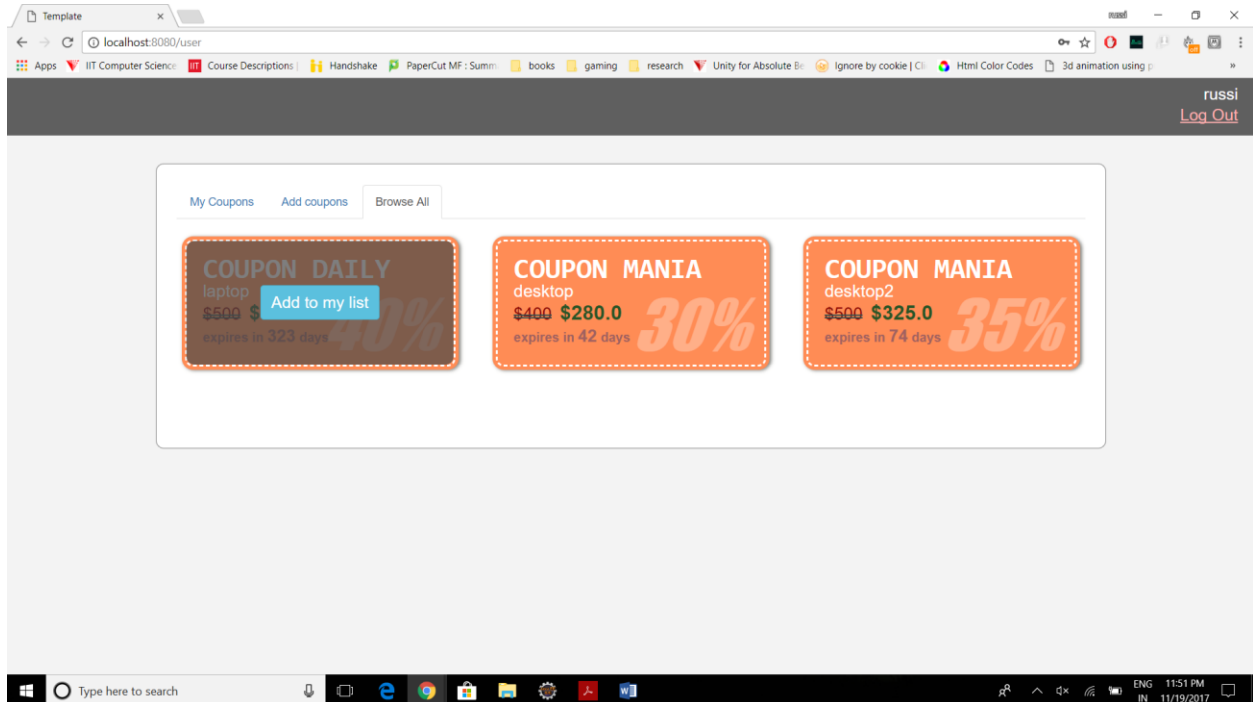 Template
russi
localhost:8080/user
Apps
IIT Computer Science
Course Descriptions |
Handshake
PaperCut MF : Summ
books
gaming
research
Unity for Absolute Be
Ignore by cookie | Cli
Html Color Codes
3d animation using p
»
russi
Log Out
My Coupons
Add coupons
Browse All
COUPON DAILY
laptop
$500 $
Add to my list
expires in 323 days
40%
COUPON MANIA
desktop
$400 $280.0
expires in 42 days
30%
COUPON MANIA
desktop2
$500 $325.0
expires in 74 days
35%
Type here to search
ENG
IN
11:51 PM
11/19/2017